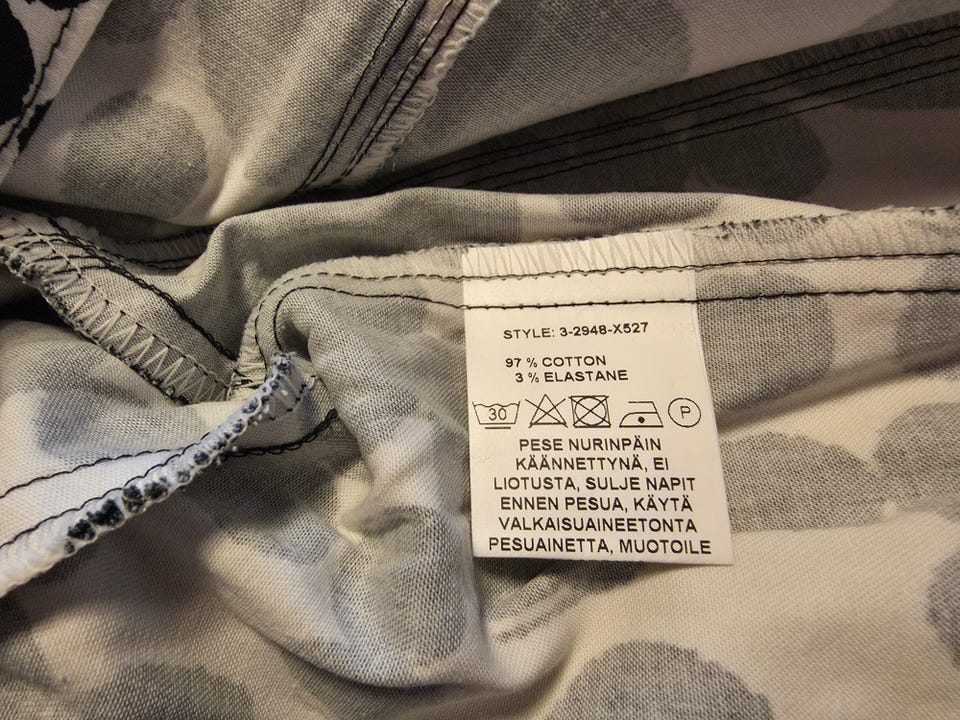 STYLE: 3-2948-X527
97 % COTTON
3 % ELASTANE
30 P
PESE NURINPÄIN
KÄÄNNETTYNÄ, EI
LIOTUSTA, SULJE NAPIT
ENNEN PESUA, KÄYTÄ
VALKAISUAINEETONTA
PESUAINETTA, MUOTOILE